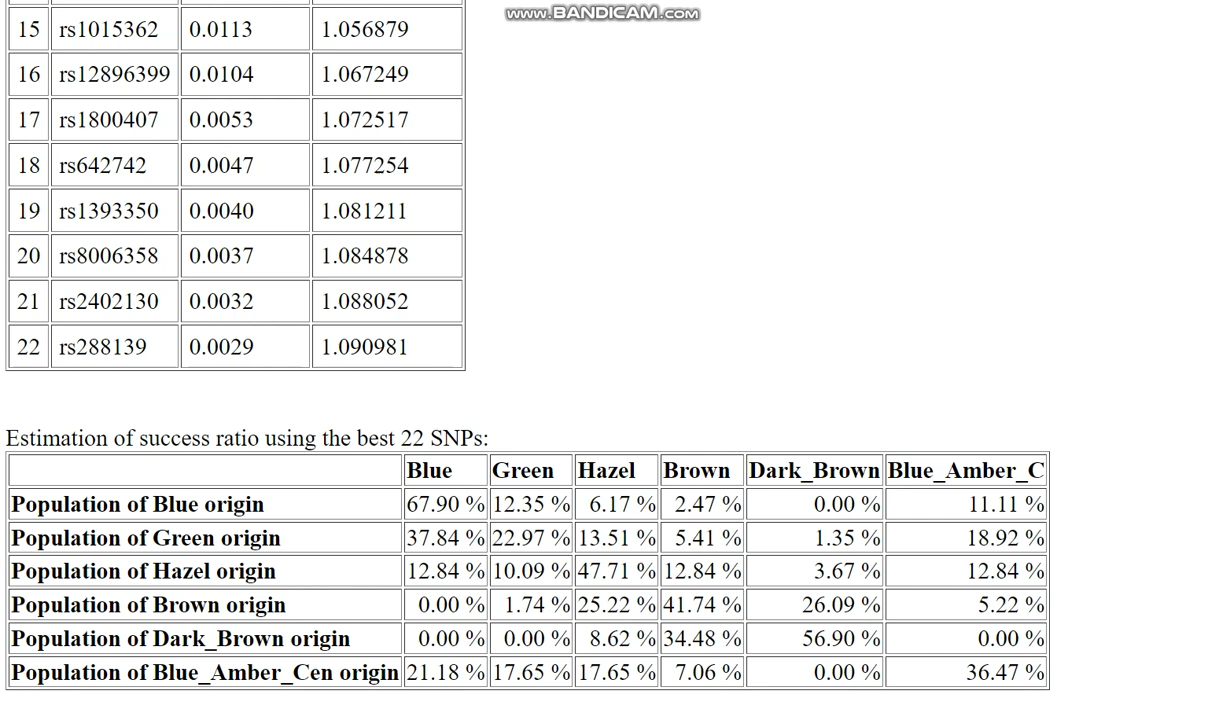 www.BANDICAM.com
15 rs1015362 0.0113 1.056879
16 rs12896399 0.0104 1.067249
17 rs1800407 0.0053 1.072517
18 rs642742 0.0047 1.077254
19 rs1393350 0.0040 1.081211
20 rs8006358 0.0037 1.084878
21 rs2402130 0.0032 1.088052
22 rs288139 0.0029 1.090981
Estimation of success ratio using the best 22 SNPs:
Blue Green Hazel Brown Dark_Brown Blue_Amber_C
Population of Blue origin 67.90 % 12.35 % 6.17 % 2.47 % 0.00 % 11.11 %
Population of Green origin 37.84 % 22.97 % 13.51 % 5.41 % 1.35 % 18.92 %
Population of Hazel origin 12.84 % 10.09 % 47.71 % 12.84 % 3.67 % 12.84 %
Population of Brown origin 0.00 % 1.74 % 25.22 % 41.74 % 26.09 % 5.22 %
Population of Dark_Brown origin 0.00 % 0.00 % 8.62 % 34.48 % 56.90 % 0.00 %
Population of Blue_Amber_Cen origin 21.18 % 17.65 % 17.65 % 7.06 % 0.00 % 36.47 %